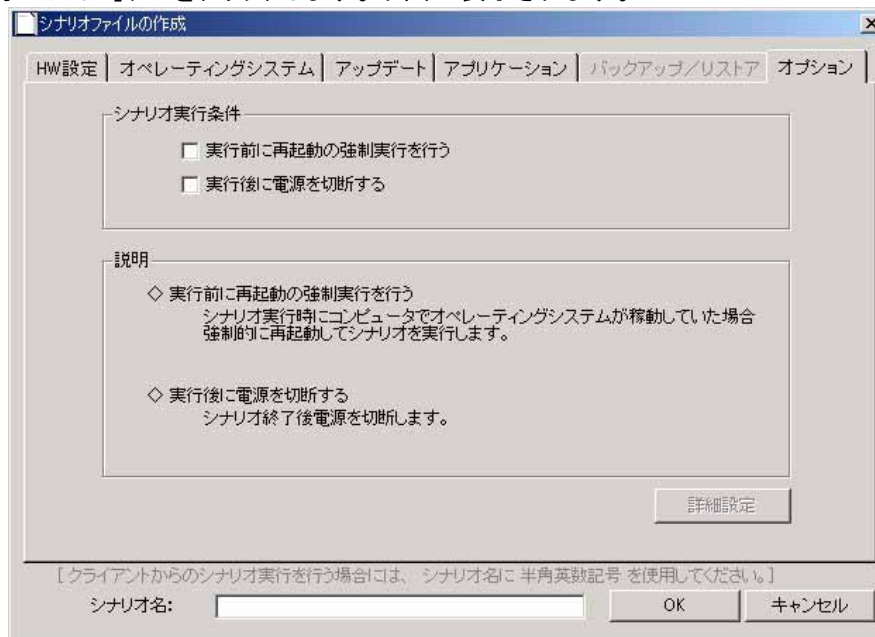 シナリオファイルの作成
HW設定 オペレーティングシステム アップデート アプリケーション バックアップ/リストア オプション
シナリオ実行条件
実行前に再起動の強制実行を行う
実行後に電源を切断する
説明
◇ 実行前に再起動の強制実行を行う
シナリオ実行時にコンピュータでオペレーティングシステムが稼動していた場合
強制的に再起動してシナリオを実行します。
◇ 実行後に電源を切断する
シナリオ終了後電源を切断します。
詳細設定
[ クライアントからのシナリオ実行を行う場合には、 シナリオ名に 半角英数記号 を使用してください。]
シナリオ名: OK キャンセル